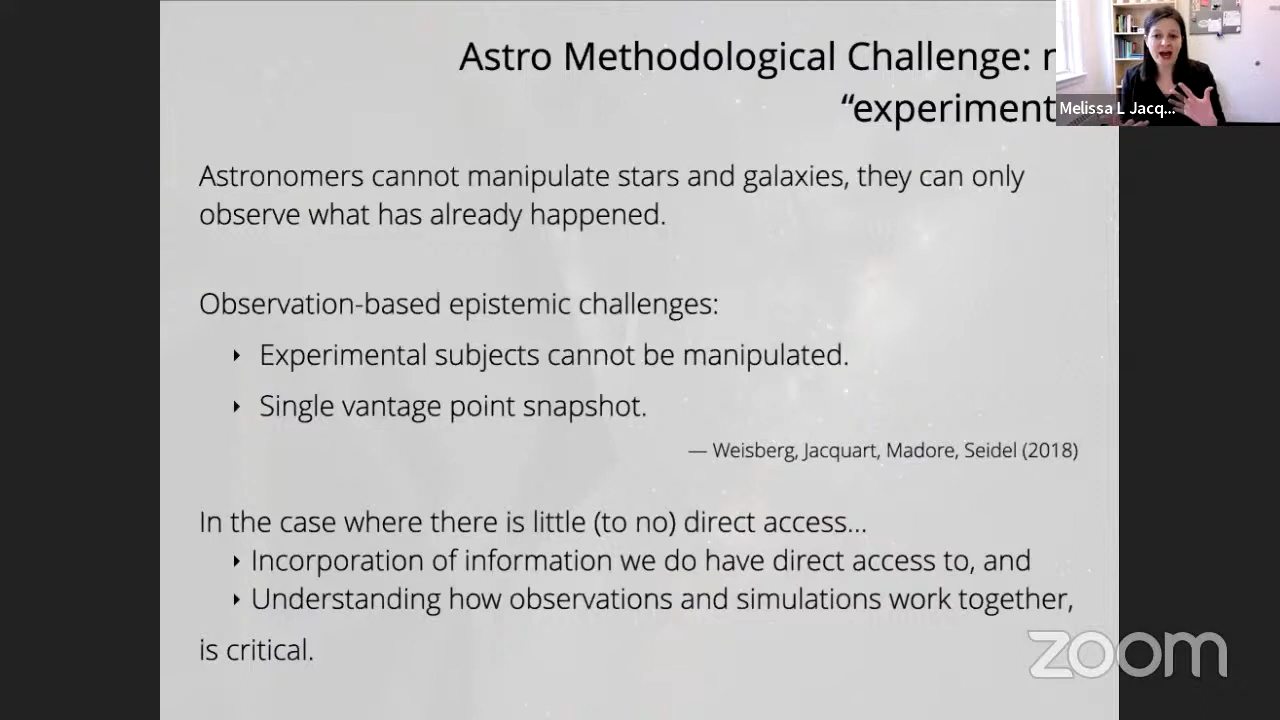 Astro Methodological Challenge:
“experiment
Melissa L Jacq...
Astronomers cannot manipulate stars and galaxies, they can only
observe what has already happened.
Observation-based epistemic challenges:
‣ Experimental subjects cannot be manipulated.
‣ Single vantage point snapshot.
— Weisberg, Jacquart, Madore, Seidel (2018)
In the case where there is little (to no) direct access...
‣ Incorporation of information we do have direct access to, and
‣ Understanding how observations and simulations work together,
is critical.
zoom